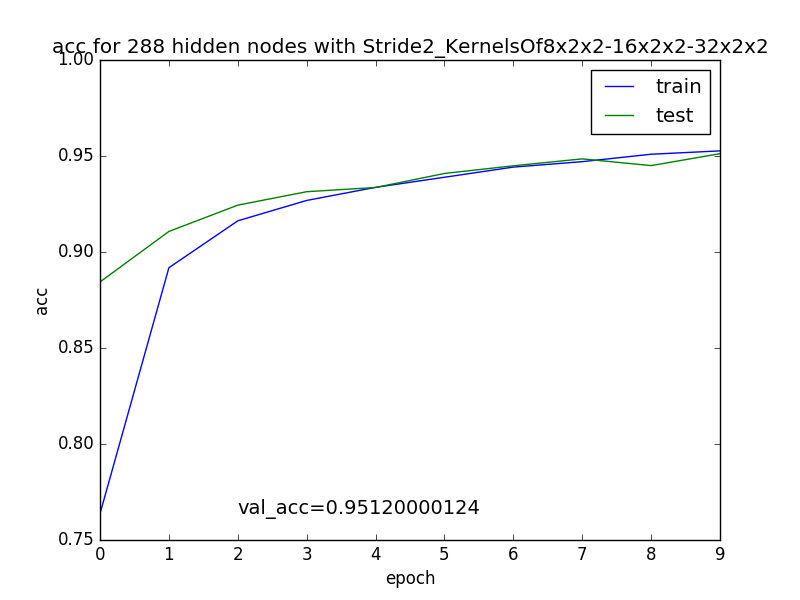 acc for 288 hidden nodes with Stride2_KernelsOf8x2x2-16x2x2-32x2x2
1.00
train
test
0.95
0.90
acc
0.85
0.80
val_acc=0.95120000124
0.75
0 1 2 3 4 5 6 7 8 9
epoch